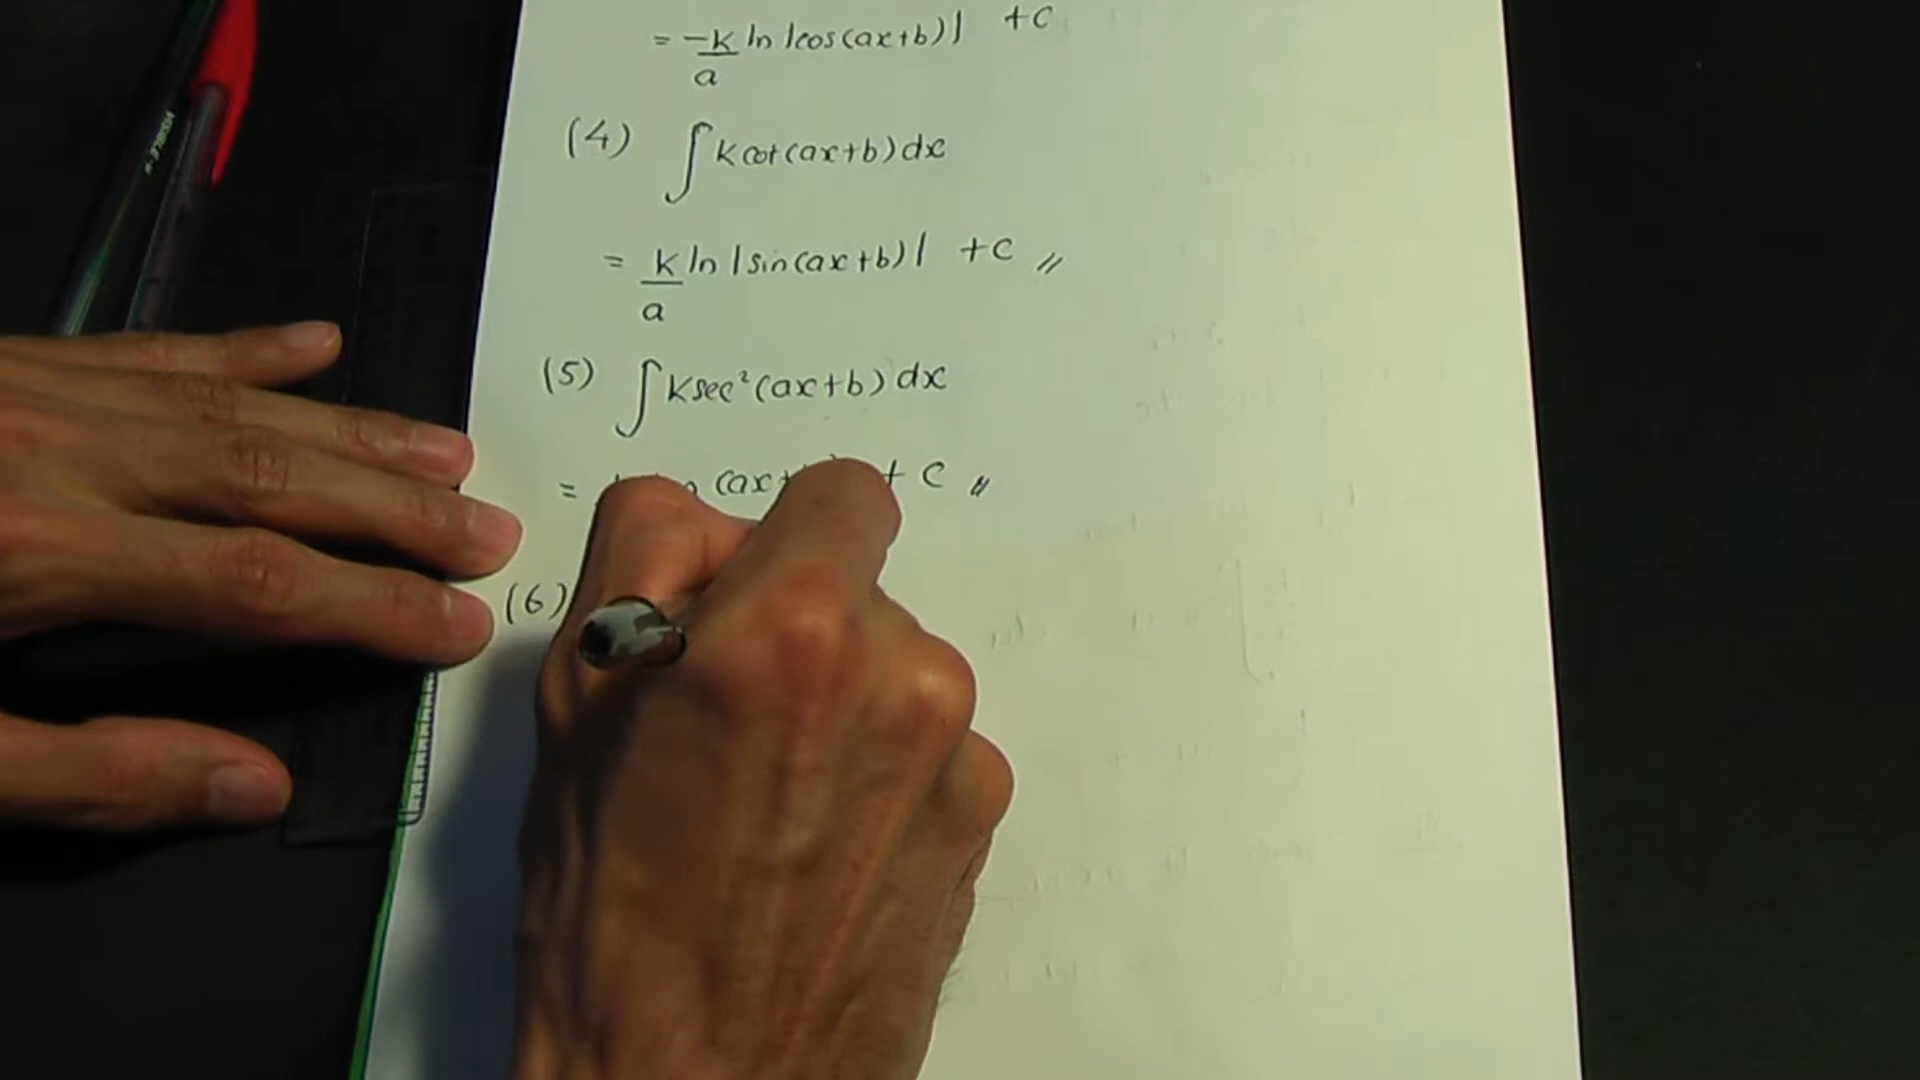 = -k/a ln |cos(ax+b)| +c
(4) ∫ k cot(ax+b) dx
= k/a ln |sin(ax+b)| +c //
(5) ∫ k sec²(ax+b) dx
= (ax+ + c //
(6)